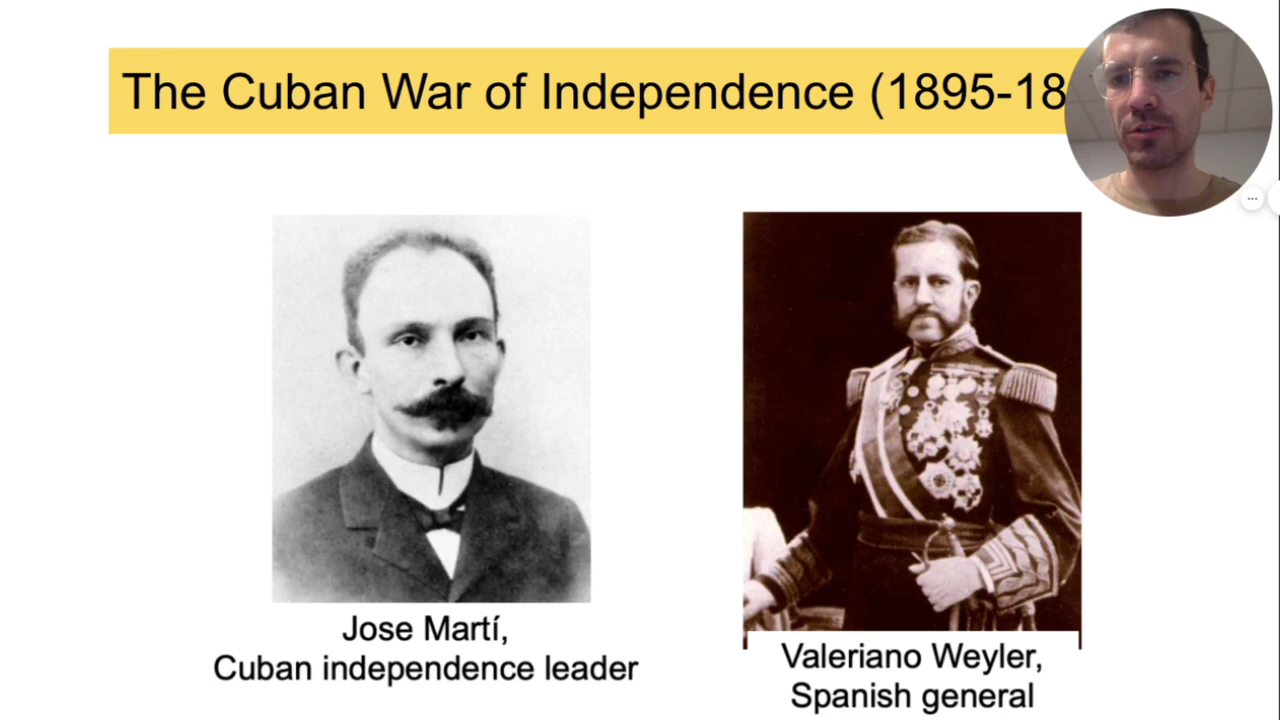 The Cuban War of Independence (1895-18
Jose Martí,
Cuban independence leader
Valeriano Weyler,
Spanish general